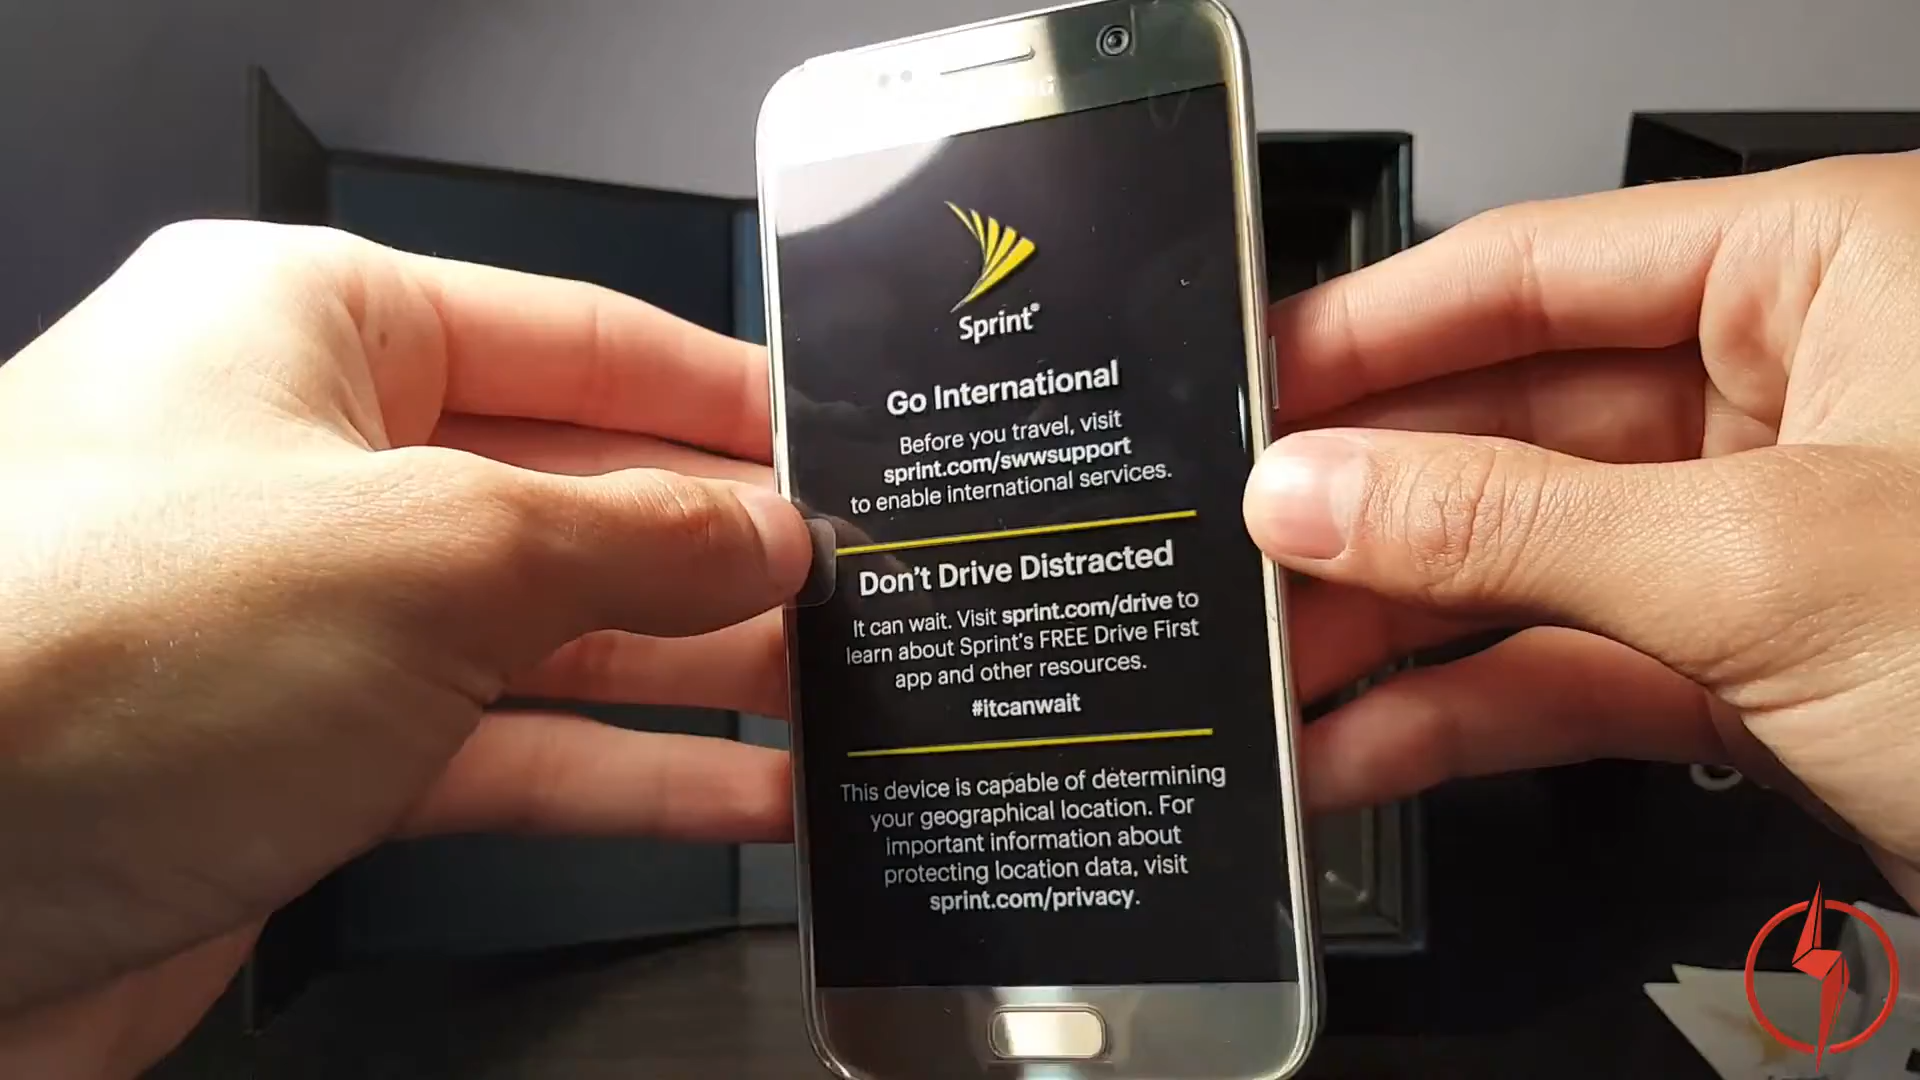 Sprint®
Go International
Before you travel, visit
sprint.com/swwsupport
to enable international services.
Don't Drive Distracted
It can wait. Visit sprint.com/drive to
learn about Sprint's FREE Drive First
app and other resources.
#itcanwait
This device is capable of determining
your geographical location. For
important information about
protecting location data, visit
sprint.com/privacy.